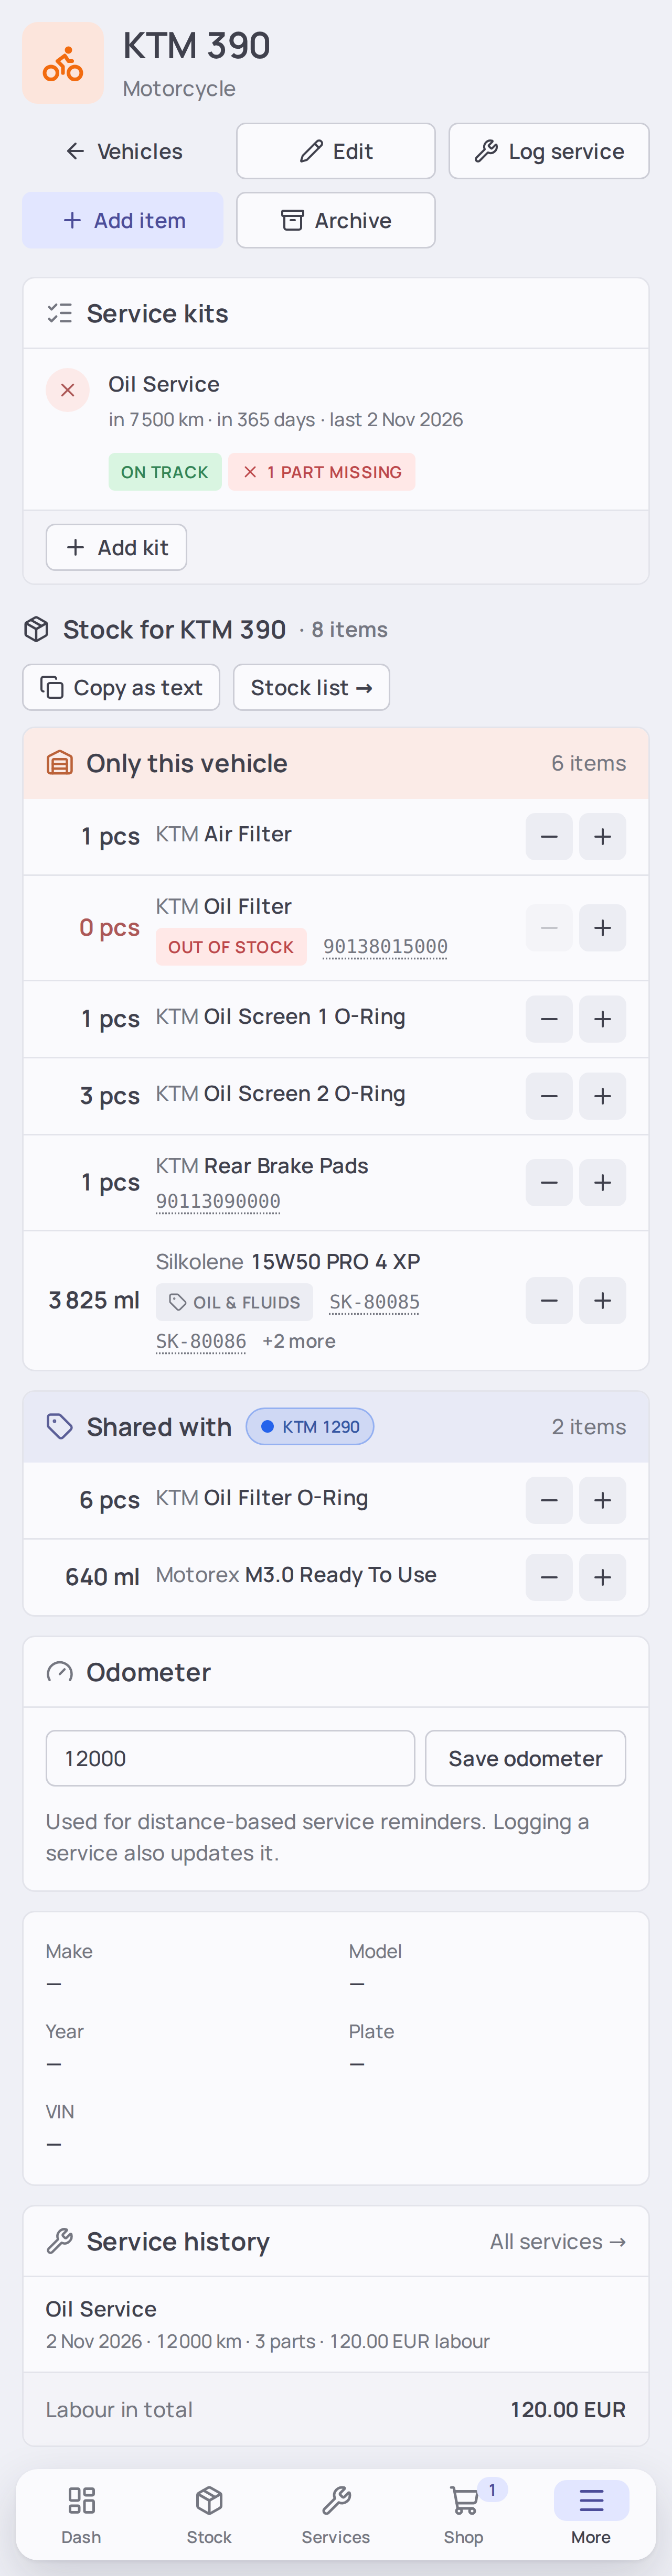 KTM 390
Motorcycle
← Vehicles
Edit
Log service
+ Add item
Archive
Service kits
Oil Service
in 7 500 km · in 365 days · last 2 Nov 2026
ON TRACK
× 1 PART MISSING
+ Add kit
Stock for KTM 390 · 8 items
Copy as text
Stock list →
Only this vehicle
6 items
1 pcs
KTM Air Filter
− +
0 pcs
KTM Oil Filter
OUT OF STOCK
90138015000
− +
1 pcs
KTM Oil Screen 1 O-Ring
− +
3 pcs
KTM Oil Screen 2 O-Ring
− +
1 pcs
KTM Rear Brake Pads
90113090000
− +
3 825 ml
Silkolene 15W50 PRO 4 XP
OIL & FLUIDS
SK-80085
SK-80086
+2 more
− +
Shared with
KTM 1290
2 items
6 pcs
KTM Oil Filter O-Ring
− +
640 ml
Motorex M3.0 Ready To Use
− +
Odometer
12000
Save odometer
Used for distance-based service reminders. Logging a
service also updates it.
Make
–
Model
–
Year
–
Plate
–
VIN
–
Service history
All services →
Oil Service
2 Nov 2026 · 12 000 km · 3 parts · 120.00 EUR labour
Labour in total
120.00 EUR
Dash
Stock
Services
1
Shop
More